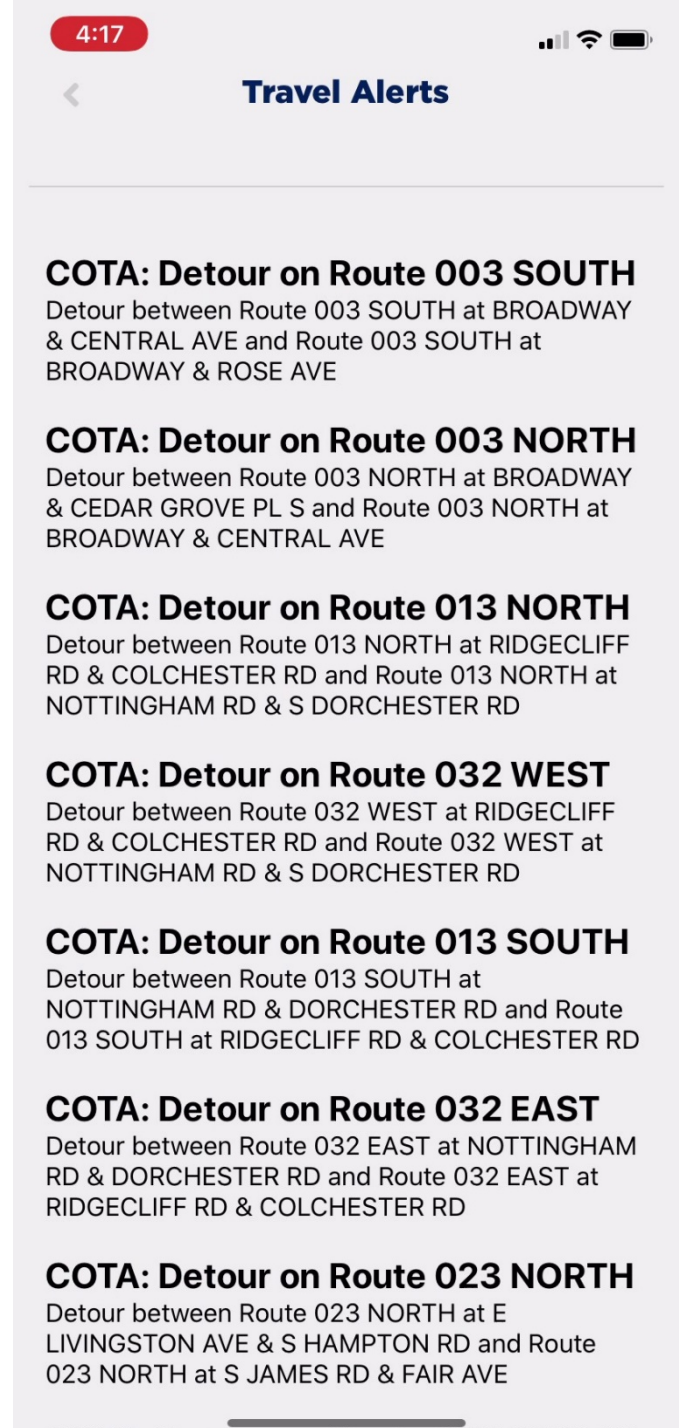 4:17
Travel Alerts
COTA: Detour on Route 003 SOUTH
Detour between Route 003 SOUTH at BROADWAY
& CENTRAL AVE and Route 003 SOUTH at
BROADWAY & ROSE AVE
COTA: Detour on Route 003 NORTH
Detour between Route 003 NORTH at BROADWAY
& CEDAR GROVE PL S and Route 003 NORTH at
BROADWAY & CENTRAL AVE
COTA: Detour on Route 013 NORTH
Detour between Route 013 NORTH at RIDGECLIFF
RD & COLCHESTER RD and Route 013 NORTH at
NOTTINGHAM RD & S DORCHESTER RD
COTA: Detour on Route 032 WEST
Detour between Route 032 WEST at RIDGECLIFF
RD & COLCHESTER RD and Route 032 WEST at
NOTTINGHAM RD & S DORCHESTER RD
COTA: Detour on Route 013 SOUTH
Detour between Route 013 SOUTH at
NOTTINGHAM RD & DORCHESTER RD and Route
013 SOUTH at RIDGECLIFF RD & COLCHESTER RD
COTA: Detour on Route 032 EAST
Detour between Route 032 EAST at NOTTINGHAM
RD & DORCHESTER RD and Route 032 EAST at
RIDGECLIFF RD & COLCHESTER RD
COTA: Detour on Route 023 NORTH
Detour between Route 023 NORTH at E
LIVINGSTON AVE & S HAMPTON RD and Route
023 NORTH at S JAMES RD & FAIR AVE